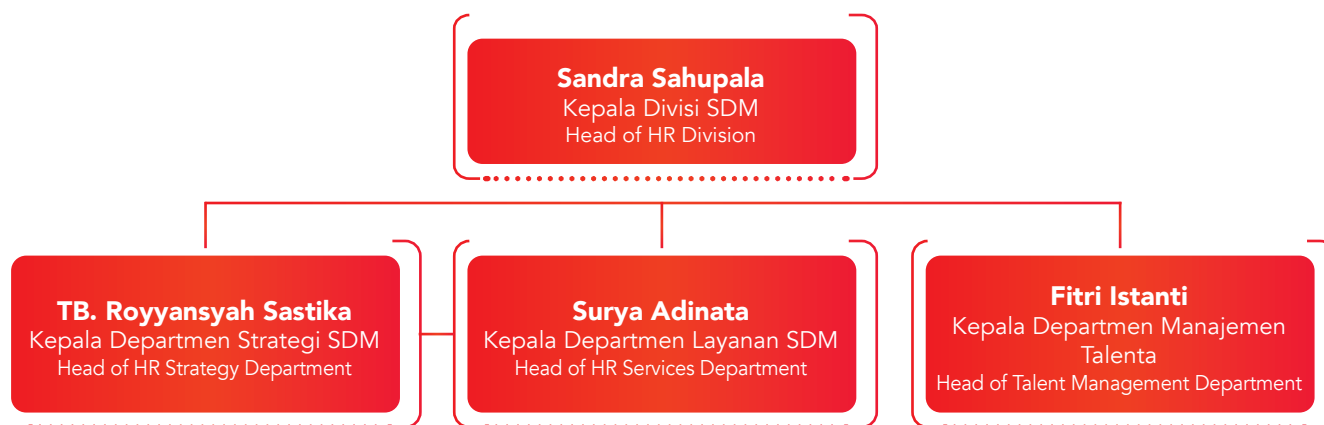 Sandra Sahupala
Kepala Divisi SDM
Head of HR Division
TB. Royyansyah Sastika
Kepala Departmen Strategi SDM
Head of HR Strategy Department
Surya Adinata
Kepala Departmen Layanan SDM
Head of HR Services Department
Fitri Istanti
Kepala Departmen Manajemen
Talenta
Head of Talent Management Department